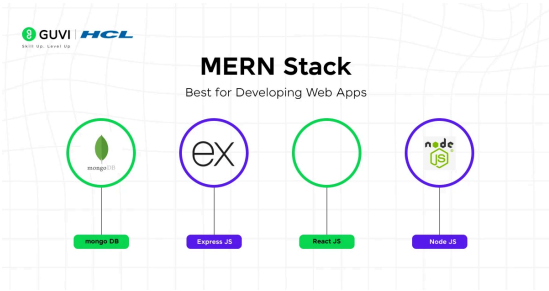 GUVI | HCL
Skill Up. Level Up
MERN Stack
Best for Developing Web Apps
mongoDB
ex
node
JS
mongo DB
Express JS
React JS
Node JS